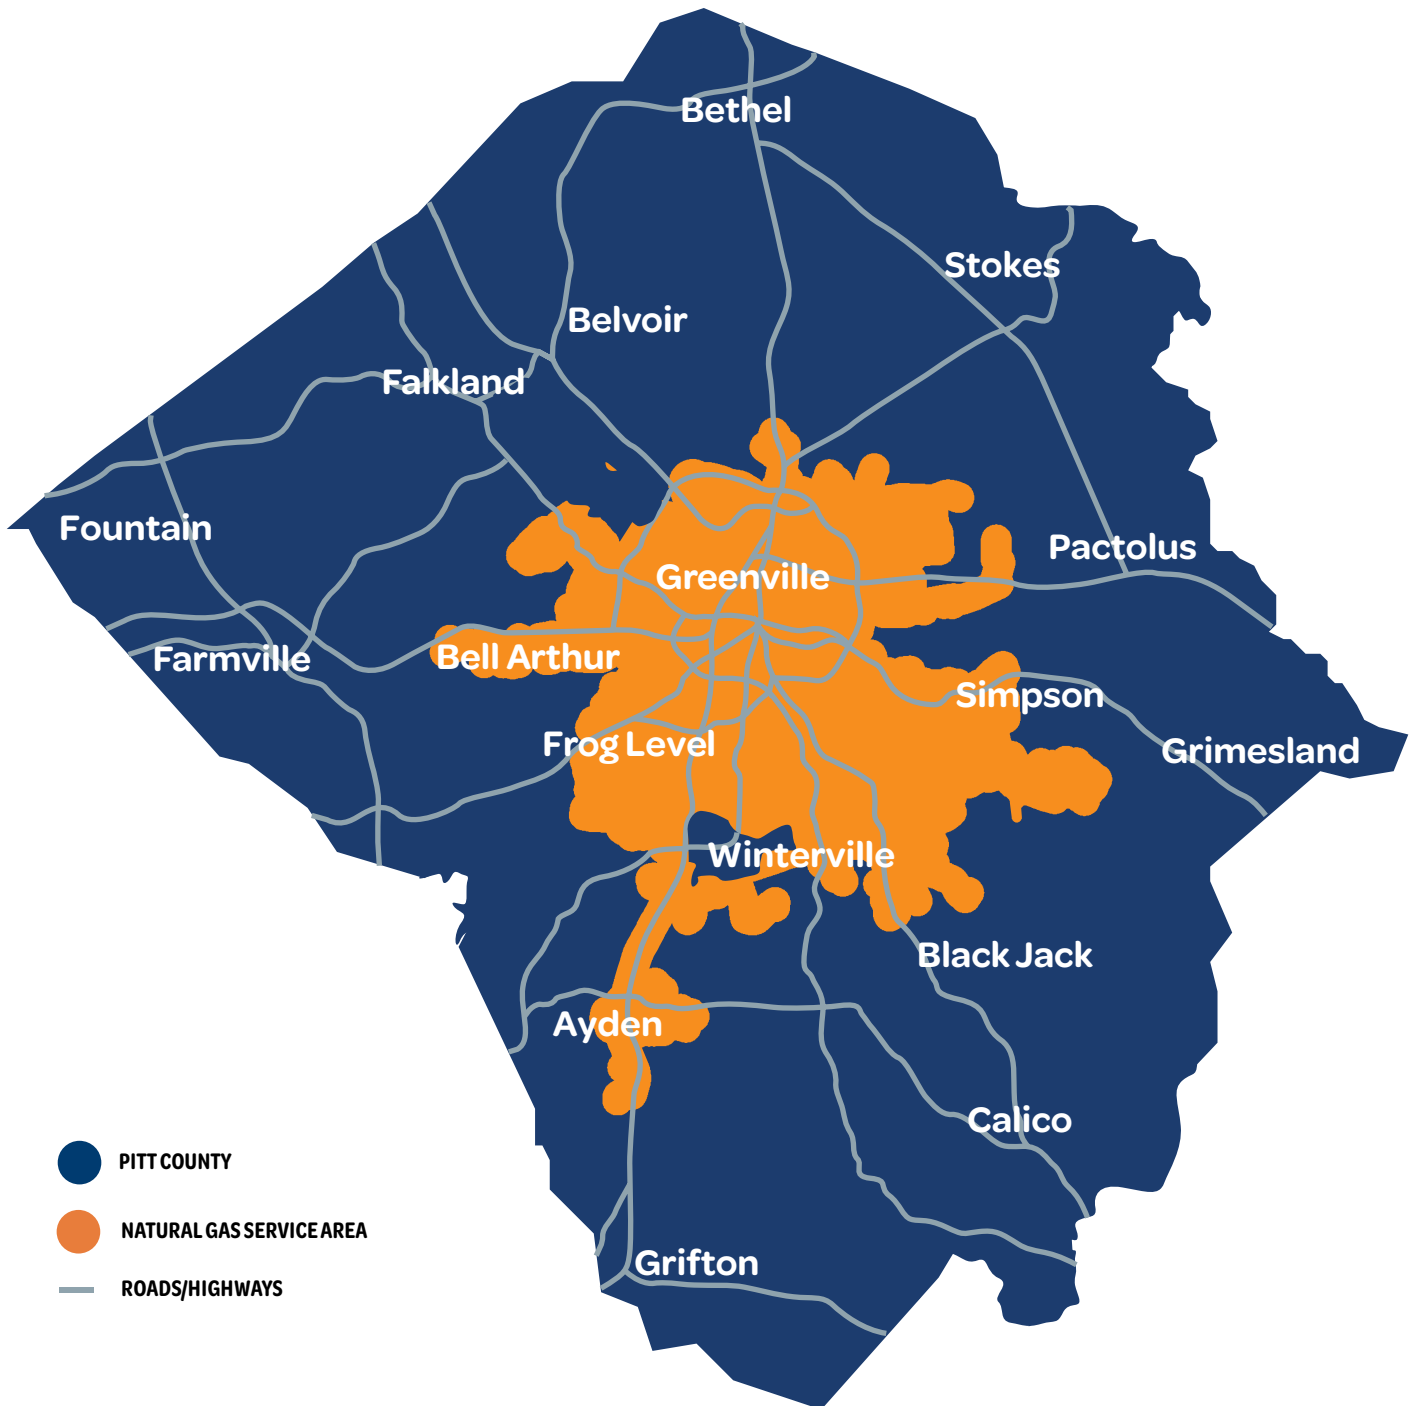 Bethel
Stokes
Belvoir
Falkland
Fountain
Pactolus
Greenville
Farmville
Bell Arthur
Simpson
Frog Level
Grimesland
Winterville
Black Jack
Ayden
Calico
PITT COUNTY
NATURAL GAS SERVICE AREA
Grifton
ROADS/HIGHWAYS